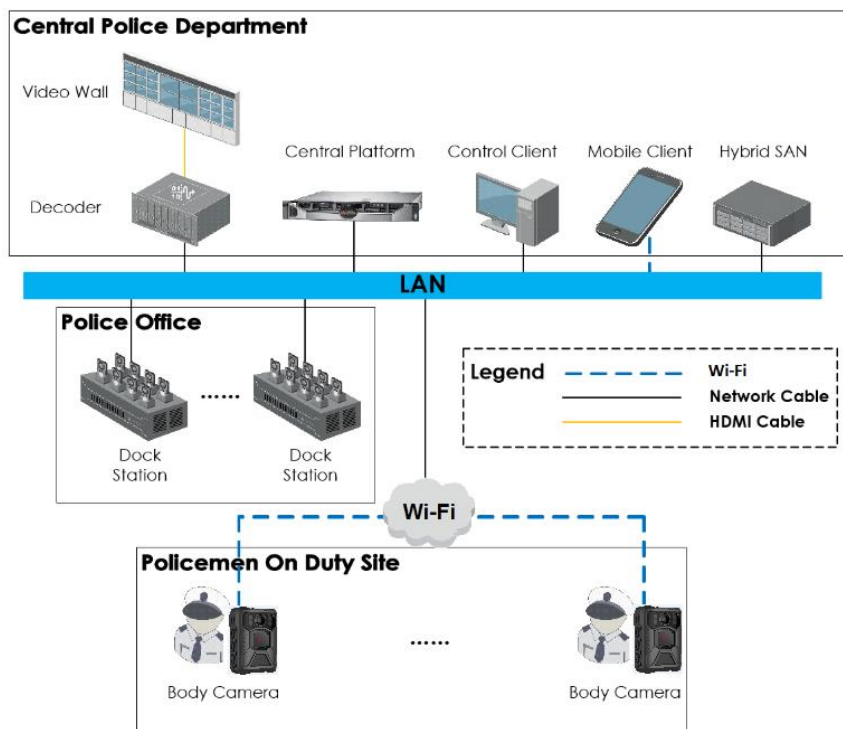 Central Police Department
Video Wall
Decoder
Central Platform
Control Client
Mobile Client
Hybrid SAN
LAN
Police Office
......
Dock
Station
Dock
Station
Legend
Wi-Fi
Network Cable
HDMI Cable
Wi-Fi
Policemen On Duty Site
......
Body Camera
Body Camera